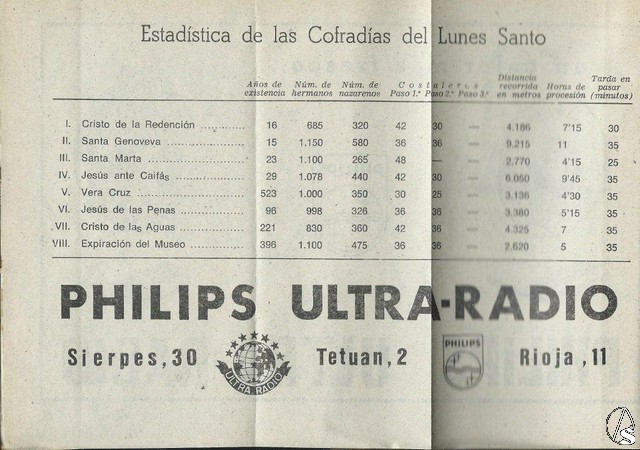 Estadística de las Cofradías del Lunes Santo
Años de existencia Núm. de hermanos Núm. de nazarenos Costaleros Paso 1.º Paso 2.º Paso 3.º Distancia recorrida en metros Horas de procesión Tarda en pasar (minutos)
I. Cristo de la Redención 16 685 320 42 30 — 4.186 7'15 30
II. Santa Genoveva 15 1.150 580 36 36 — 9.215 11 35
III. Santa Marta 23 1.100 265 48 — — 2.770 4'15 25
IV. Jesús ante Caifás 29 1.078 440 42 30 — 6.050 9'45 35
V. Vera Cruz 523 1.000 350 30 25 — 3.136 4'30 35
VI. Jesús de las Penas 96 998 326 36 36 — 3.380 5'15 35
VII. Cristo de las Aguas 221 830 360 42 36 — 4.325 7 35
VIII. Expiración del Museo 396 1.100 475 36 36 — 2.620 5 35
PHILIPS ULTRA-RADIO
Sierpes, 30 Tetuan, 2 Rioja, 11
ULTRA RADIO
PHILIPS